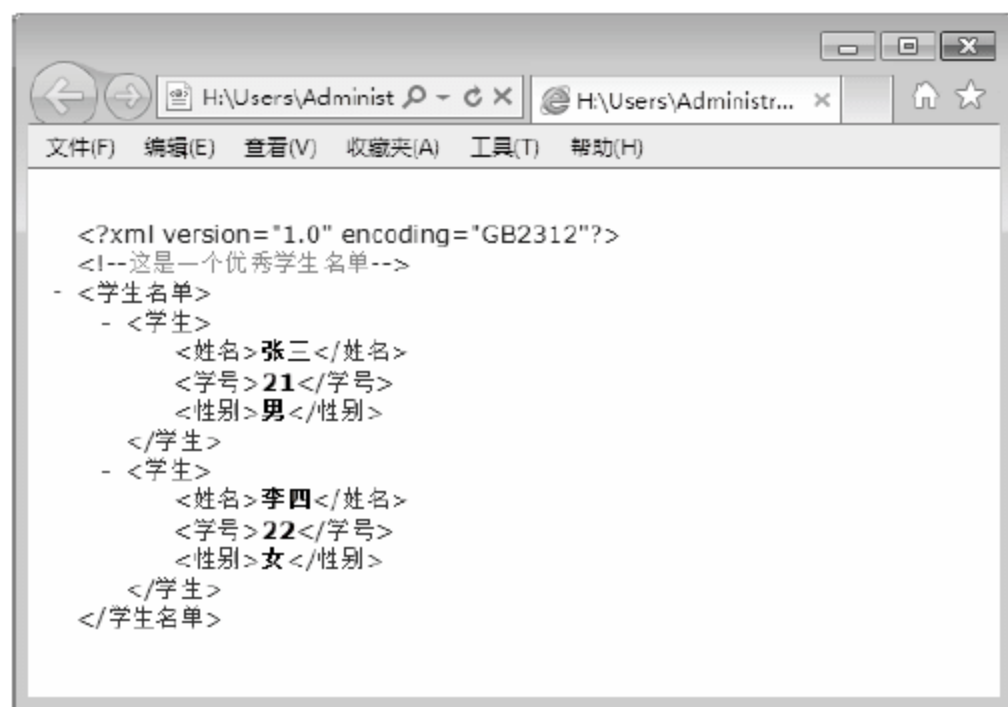 H:\Users\Administ
H:\Users\Administr...
文件(F) 编辑(E) 查看(V) 收藏夹(A) 工具(T) 帮助(H)
<?xml version="1.0" encoding="GB2312"?>
<!--这是一个优秀学生名单-->
- <学生名单>
- <学生>
<姓名>张三</姓名>
<学号>21</学号>
<性别>男</性别>
</学生>
- <学生>
<姓名>李四</姓名>
<学号>22</学号>
<性别>女</性别>
</学生>
</学生名单>